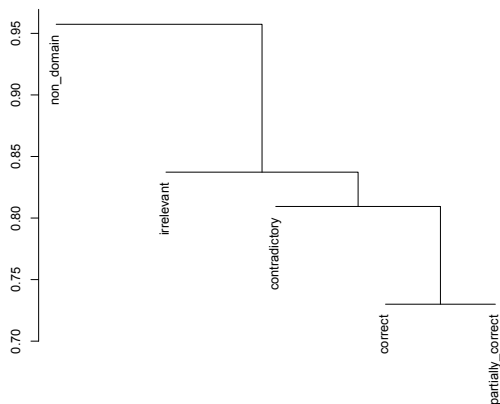 0.95
0.90
0.85
0.80
0.75
0.70
non_domain
irrelevant
contradictory
correct
partially_correct